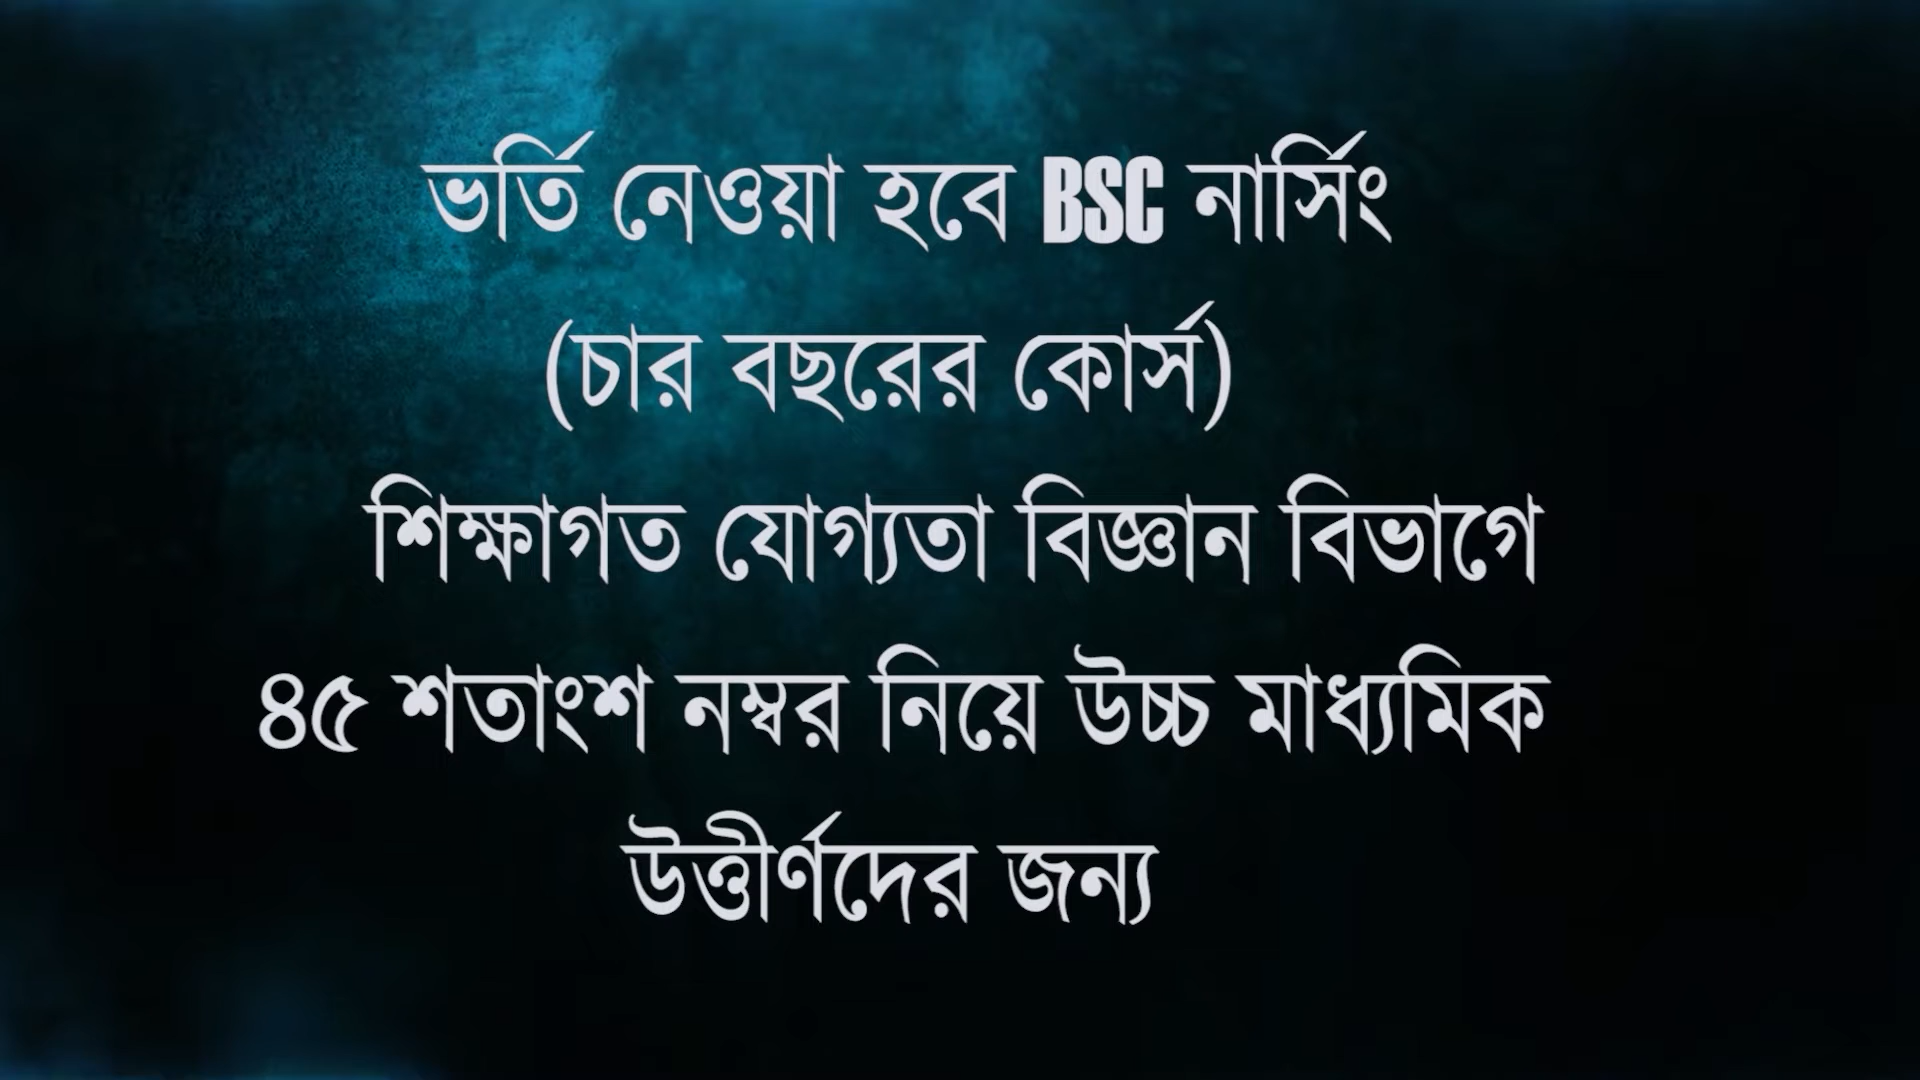 ভর্তি নেওয়া হবে BSC নার্সিং
(চার বছরের কোর্স)
শিক্ষাগত যোগ্যতা বিজ্ঞান বিভাগে
৪৫ শতাংশ নম্বর নিয়ে উচ্চ মাধ্যমিক
উত্তীর্ণদের জন্য